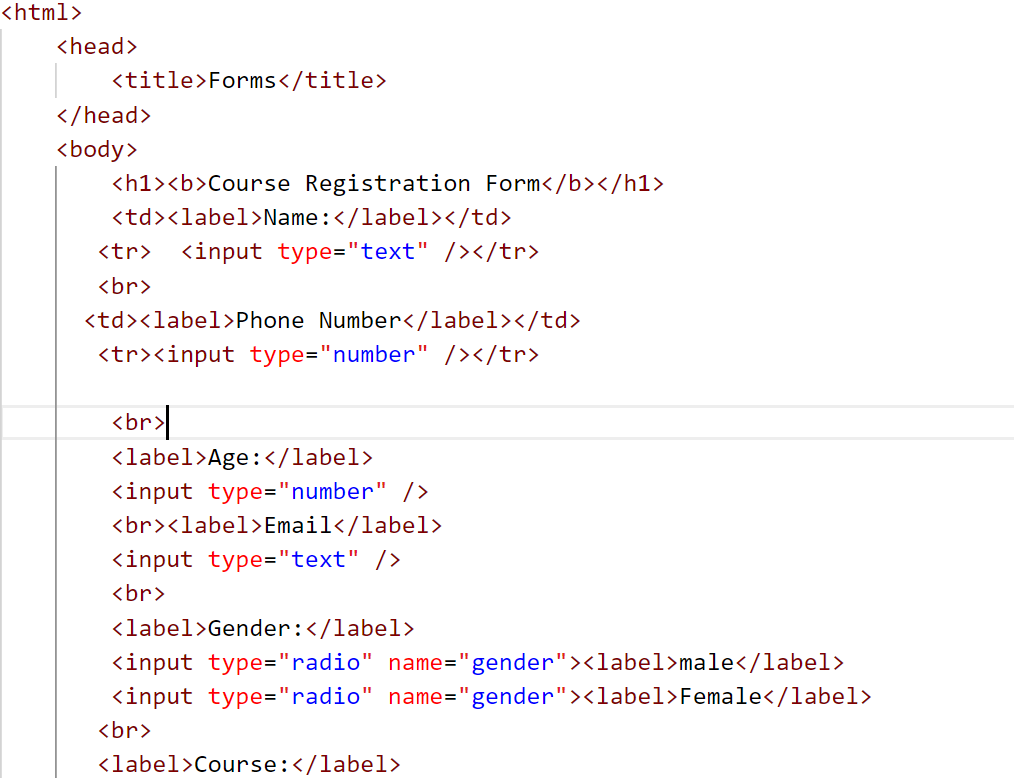 <html>
<head>
<title>Forms</title>
</head>
<body>
<h1><b>Course Registration Form</b></h1>
<td><label>Name:</label></td>
<tr>  <input type="text" /></tr>
<br>
<td><label>Phone Number</label></td>
<tr><input type="number" /></tr>
<br>
<label>Age:</label>
<input type="number" />
<br><label>Email</label>
<input type="text" />
<br>
<label>Gender:</label>
<input type="radio" name="gender"><label>male</label>
<input type="radio" name="gender"><label>Female</label>
<br>
<label>Course:</label>